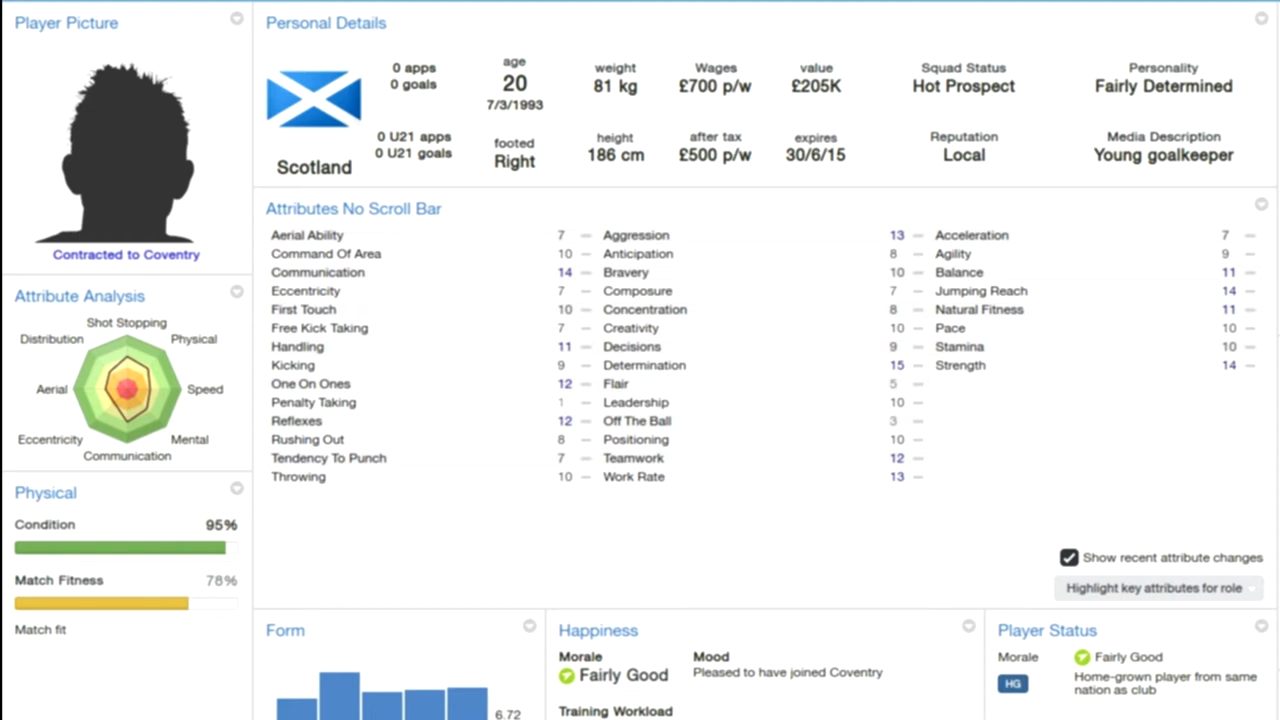 Player Picture
Contracted to Coventry
Attribute Analysis
Shot Stopping
Distribution
Physical
Aerial
Speed
Eccentricity
Mental
Communication
Physical
Condition 95%
Match Fitness 78%
Match fit
Personal Details
Scotland
0 apps
0 goals
0 U21 apps
0 U21 goals
age
20
7/3/1993
footed
Right
weight
81 kg
height
186 cm
Wages
£700 p/w
after tax
£500 p/w
value
£205K
expires
30/6/15
Squad Status
Hot Prospect
Reputation
Local
Personality
Fairly Determined
Media Description
Young goalkeeper
Attributes No Scroll Bar
Aerial Ability 7 –
Command Of Area 10 –
Communication 14 –
Eccentricity 7 –
First Touch 10 –
Free Kick Taking 7 –
Handling 11 –
Kicking 9 –
One On Ones 12 –
Penalty Taking 1 –
Reflexes 12 –
Rushing Out 8 –
Tendency To Punch 7 –
Throwing 10 –
Aggression 13 –
Anticipation 8 –
Bravery 10 –
Composure 7 –
Concentration 8 –
Creativity 10 –
Decisions 9 –
Determination 15 –
Flair 5 –
Leadership 10 –
Off The Ball 3 –
Positioning 10 –
Teamwork 12 –
Work Rate 13 –
Acceleration 7 –
Agility 9 –
Balance 11 –
Jumping Reach 14 –
Natural Fitness 11 –
Pace 10 –
Stamina 10 –
Strength 14 –
Show recent attribute changes
Highlight key attributes for role
Form
6.72
Happiness
Morale
Fairly Good
Mood
Pleased to have joined Coventry
Training Workload
Player Status
Morale Fairly Good
HG Home-grown player from same
nation as club